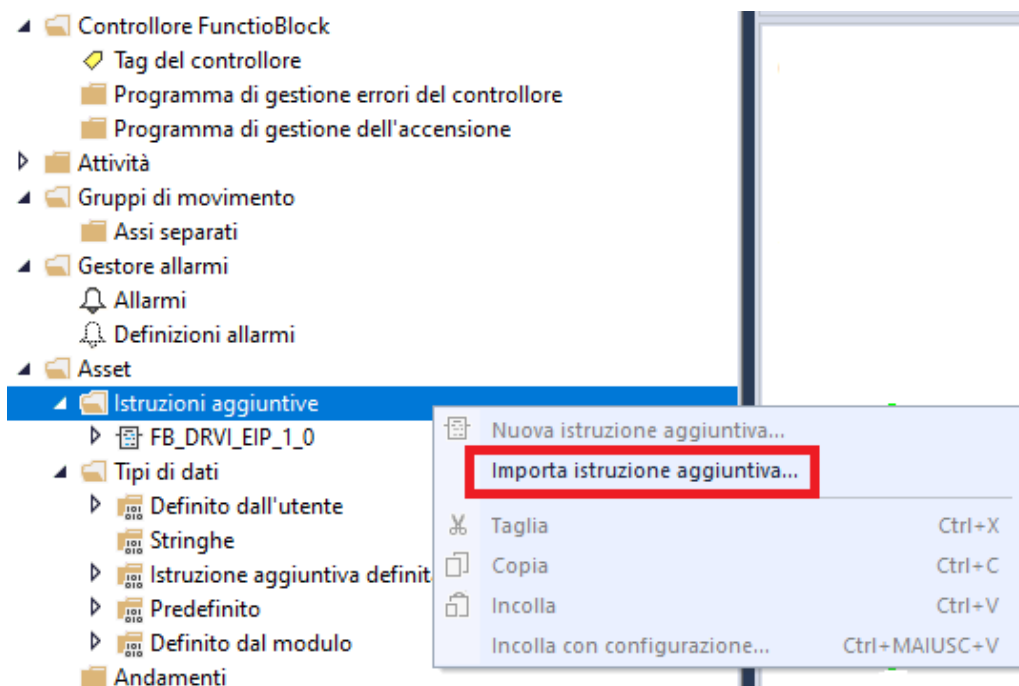 Controllore FunctioBlock
Tag del controllore
Programma di gestione errori del controllore
Programma di gestione dell'accensione
Attività
Gruppi di movimento
Assi separati
Gestore allarmi
Allarmi
Definizioni allarmi
Asset
Istruzioni aggiuntive
FB_DRVI_EIP_1_0
Tipi di dati
Definito dall'utente
Stringhe
Istruzione aggiuntiva definit
Predefinito
Definito dal modulo
Andamenti
Nuova istruzione aggiuntiva...
Importa istruzione aggiuntiva...
Taglia Ctrl+X
Copia Ctrl+C
Incolla Ctrl+V
Incolla con configurazione... Ctrl+MAIUSC+V